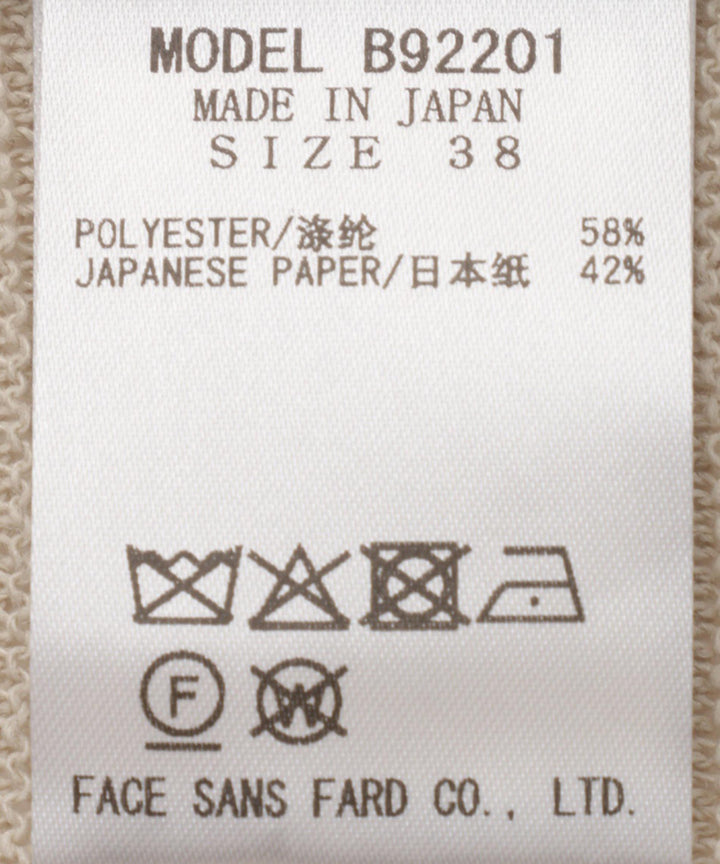 MODEL B92201
MADE IN JAPAN
SIZE 38
POLYESTER/涤纶 58%
JAPANESE PAPER/日本纸 42%
F W
FACE SANS FARD CO., LTD.